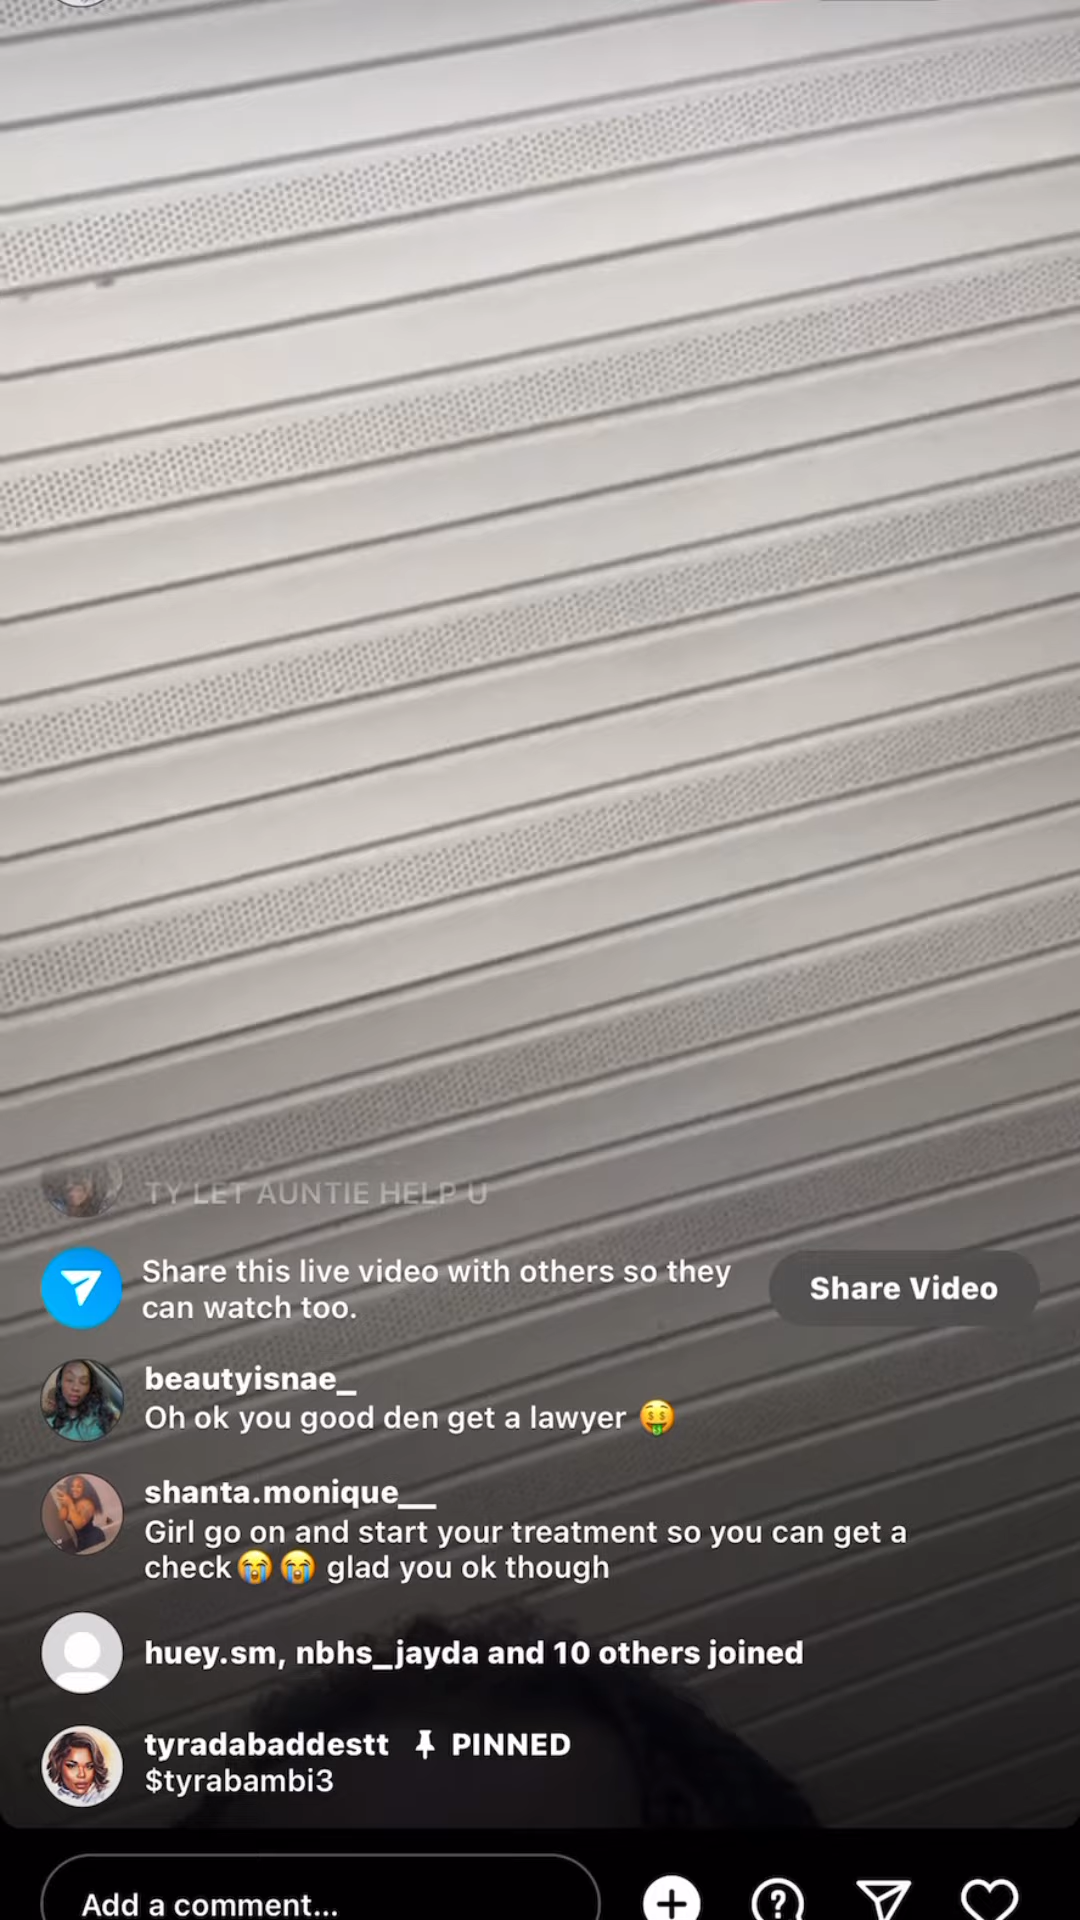 TY LET AUNTIE HELP U
Share this live video with others so they
can watch too.
Share Video
beautyisnae_
Oh ok you good den get a lawyer 🤑
shanta.monique__
Girl go on and start your treatment so you can get a
check😭😭 glad you ok though
huey.sm, nbhs_jayda and 10 others joined
tyradabaddestt 📌 PINNED
$tyrabambi3
Add a comment...